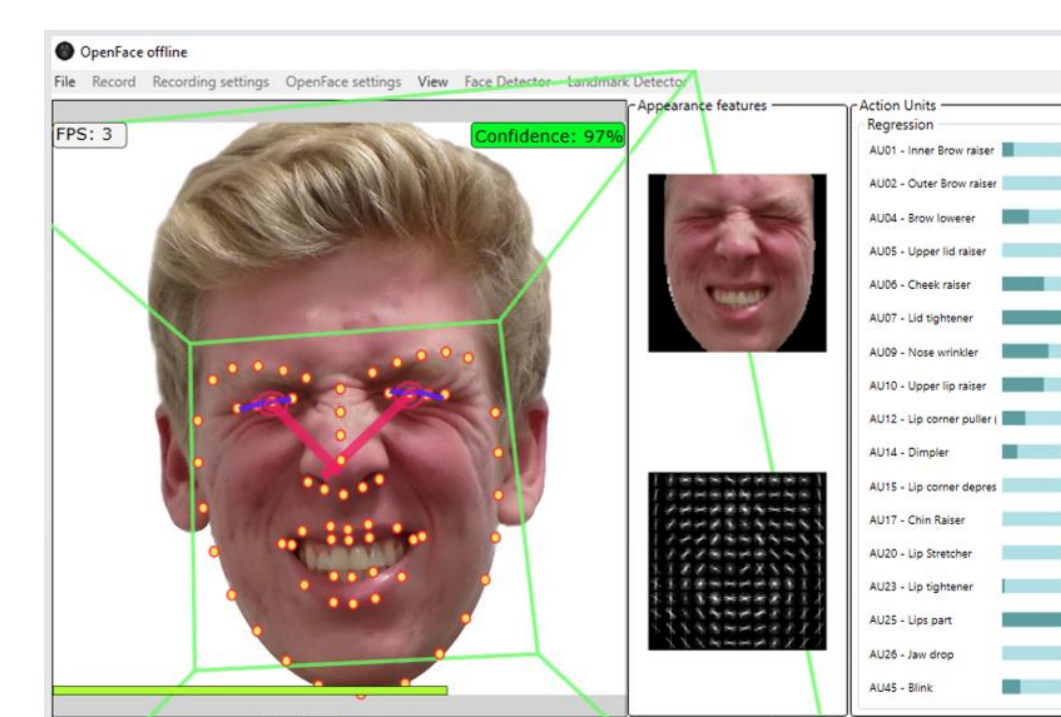 OpenFace offline
File Record Recording settings OpenFace settings View Face Detector Landmark Detector
FPS: 3
Confidence: 97%
Appearance features
Action Units
Regression
AU01 - Inner Brow raiser
AU02 - Outer Brow raiser
AU04 - Brow lowerer
AU05 - Upper lid raiser
AU06 - Cheek raiser
AU07 - Lid tightener
AU09 - Nose wrinkler
AU10 - Upper lip raiser
AU12 - Lip corner puller (
AU14 - Dimpler
AU15 - Lip corner depres
AU17 - Chin Raiser
AU20 - Lip Stretcher
AU23 - Lip tightener
AU25 - Lips part
AU26 - Jaw drop
AU45 - Blink